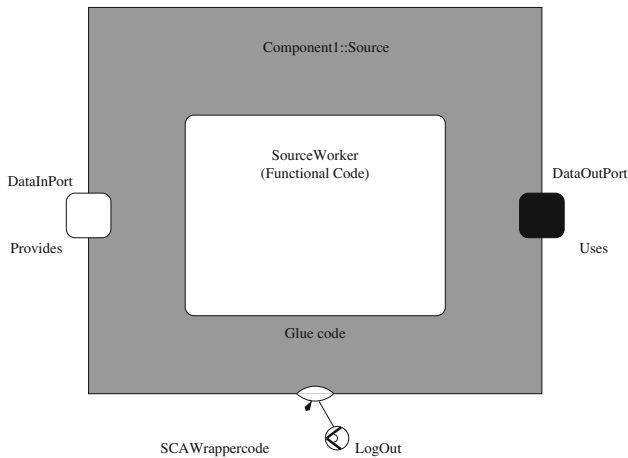 Component1::Source
SourceWorker
(Functional Code)
DataInPort
DataOutPort
Provides
Uses
Glue code
SCAWrappercode
LogOut